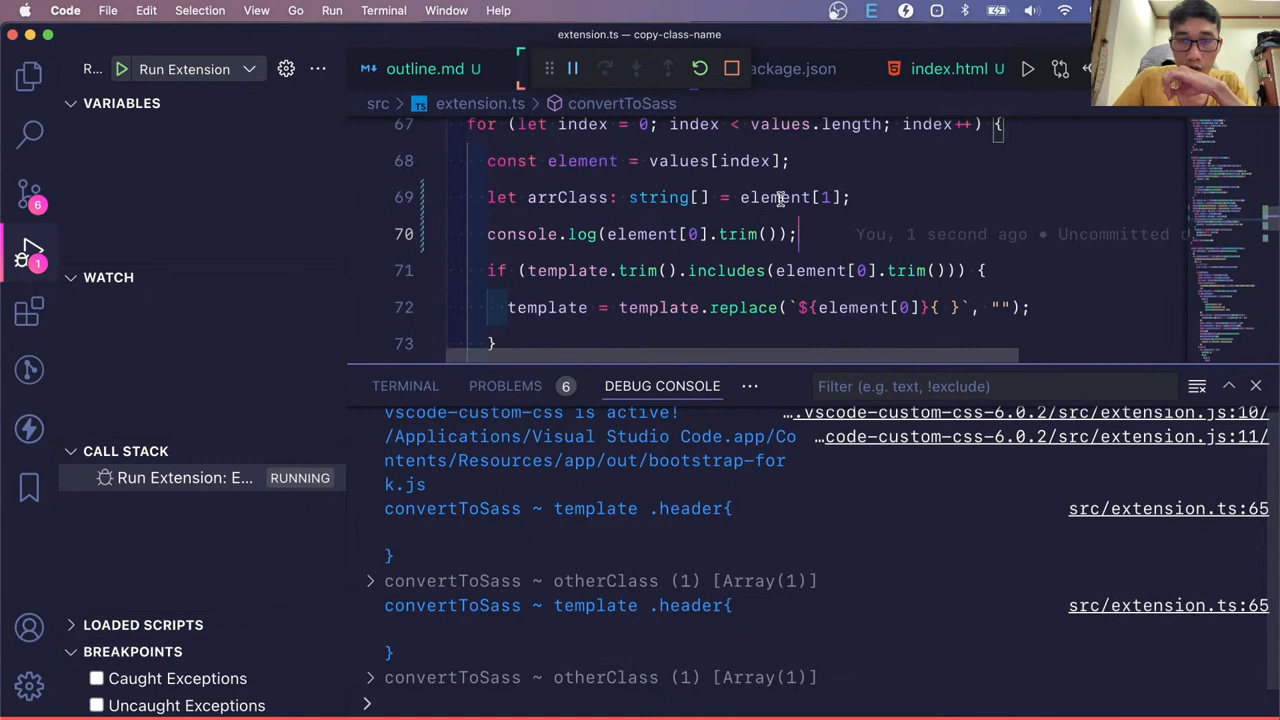 Code File Edit Selection View Go Run Terminal Window Help
extension.ts — copy-class-name
R... Run Extension
outline.md U
ackage.json
index.html U
src > extension.ts > convertToSass
VARIABLES
67 for (let index = 0; index < values.length; index++) {
68 const element = values[index];
69 let arrClass: string[] = element[1];
70 console.log(element[0].trim()); You, 1 second ago • Uncommitted
71 if (template.trim().includes(element[0].trim())) {
72 template = template.replace(`${element[0]}{ }`, "");
73 }
6
1
WATCH
CALL STACK
Run Extension: E... RUNNING
LOADED SCRIPTS
BREAKPOINTS
Caught Exceptions
Uncaught Exceptions
TERMINAL PROBLEMS 6 DEBUG CONSOLE Filter (e.g. text, !exclude)
vscode-custom-css is active! ….vscode-custom-css-6.0.2/src/extension.js:10/
/Applications/Visual Studio Code.app/Co …code-custom-css-6.0.2/src/extension.js:11/
ntents/Resources/app/out/bootstrap-for
k.js
convertToSass ~ template .header{ src/extension.ts:65
}
convertToSass ~ otherClass (1) [Array(1)]
convertToSass ~ template .header{ src/extension.ts:65
}
convertToSass ~ otherClass (1) [Array(1)]